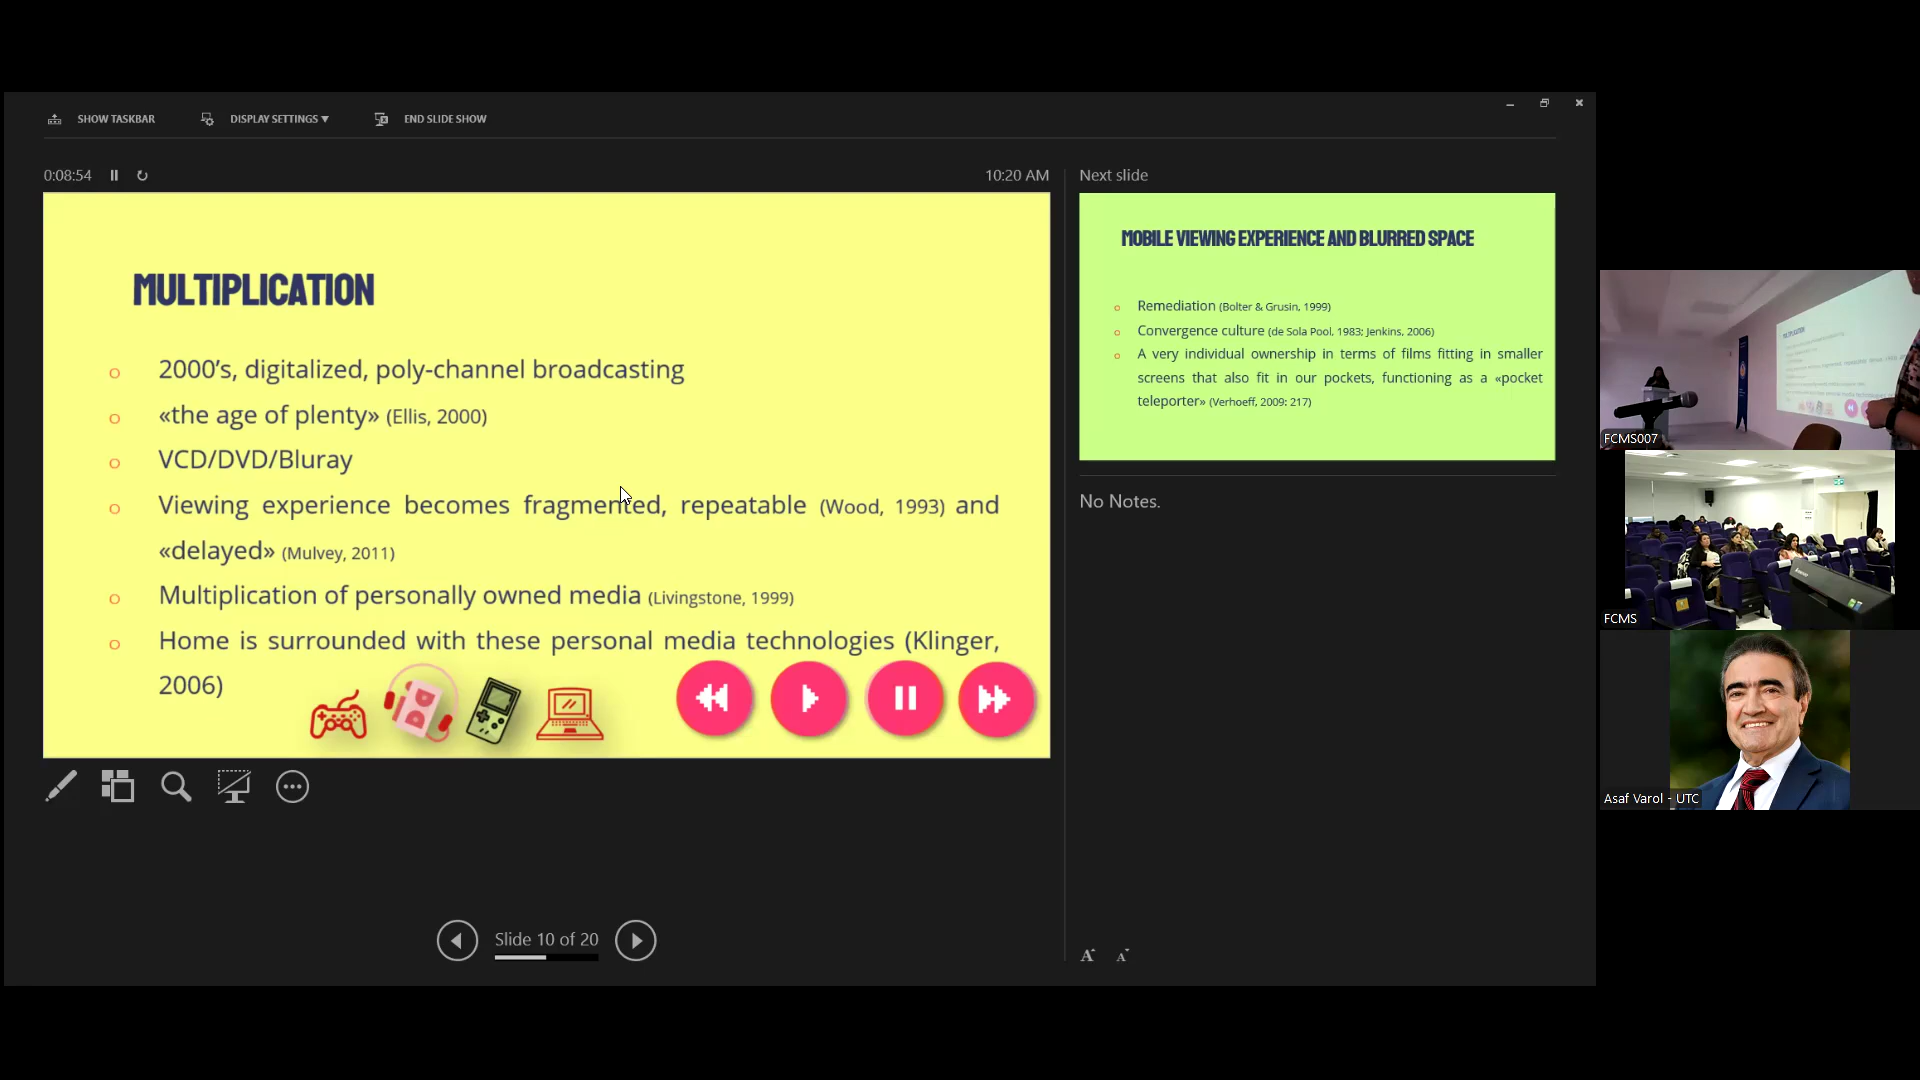 SHOW TASKBAR
DISPLAY SETTINGS ▾
END SLIDE SHOW
0:08:54
10:20 AM
MULTIPLICATION
2000’s, digitalized, poly-channel broadcasting
«the age of plenty» (Ellis, 2000)
VCD/DVD/Bluray
Viewing experience becomes fragmented, repeatable (Wood, 1993) and
«delayed» (Mulvey, 2011)
Multiplication of personally owned media (Livingstone, 1999)
Home is surrounded with these personal media technologies (Klinger,
2006)
Slide 10 of 20
Next slide
MOBILE VIEWING EXPERIENCE AND BLURRED SPACE
Remediation (Bolter & Grusin, 1999)
Convergence culture (de Sola Pool, 1983; Jenkins, 2006)
A very individual ownership in terms of films fitting in smaller
screens that also fit in our pockets, functioning as a «pocket
teleporter» (Verhoeff, 2009: 217)
No Notes.
A A
FCMS007
FCMS
Asaf Varol - UTC